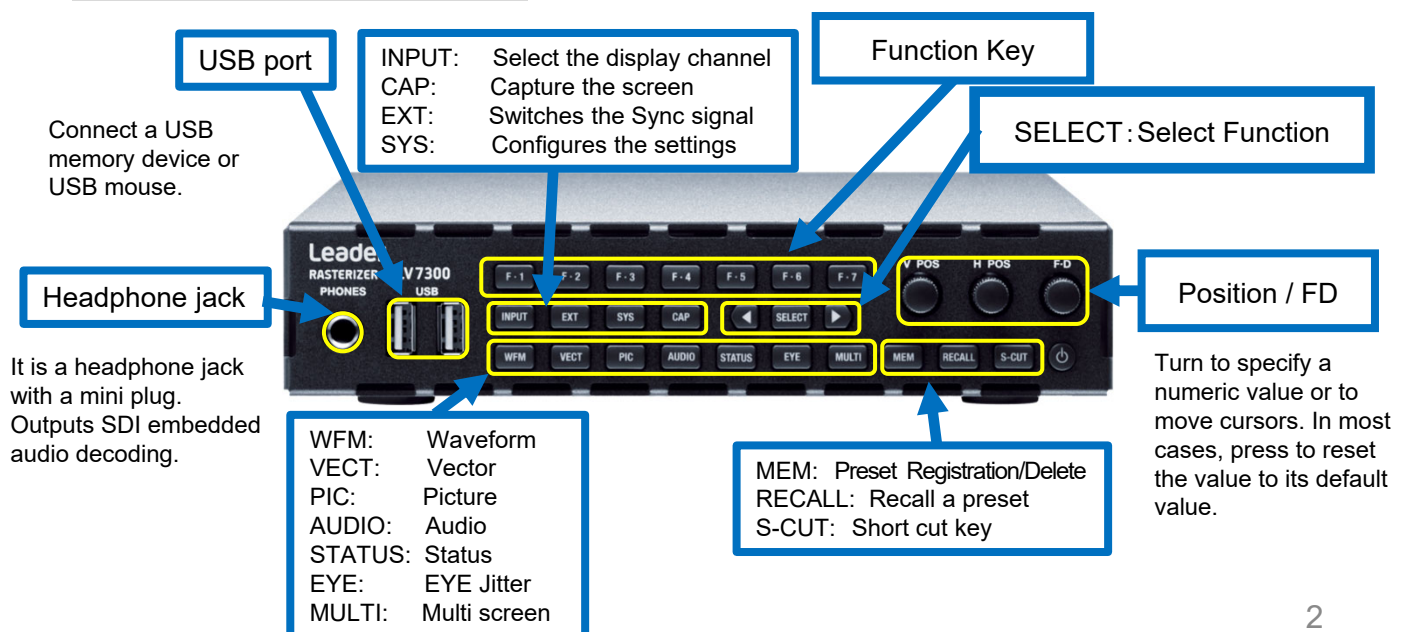 USB port
INPUT: Select the display channel
CAP: Capture the screen
EXT: Switches the Sync signal
SYS: Configures the settings
Function Key
SELECT:Select Function
Connect a USB
memory device or
USB mouse.
Headphone jack
It is a headphone jack
with a mini plug.
Outputs SDI embedded
audio decoding.
Leader
RASTERIZER LV7300
PHONES USB
F·1 F·2 F·3 F·4 F·5 F·6 F·7
V POS H POS F·D
INPUT EXT SYS CAP ◀ SELECT ▶
WFM VECT PIC AUDIO STATUS EYE MULTI MEM RECALL S-CUT
Position / FD
Turn to specify a
numeric value or to
move cursors. In most
cases, press to reset
the value to its default
value.
WFM: Waveform
VECT: Vector
PIC: Picture
AUDIO: Audio
STATUS: Status
EYE: EYE Jitter
MULTI: Multi screen
MEM: Preset Registration/Delete
RECALL: Recall a preset
S-CUT: Short cut key
2